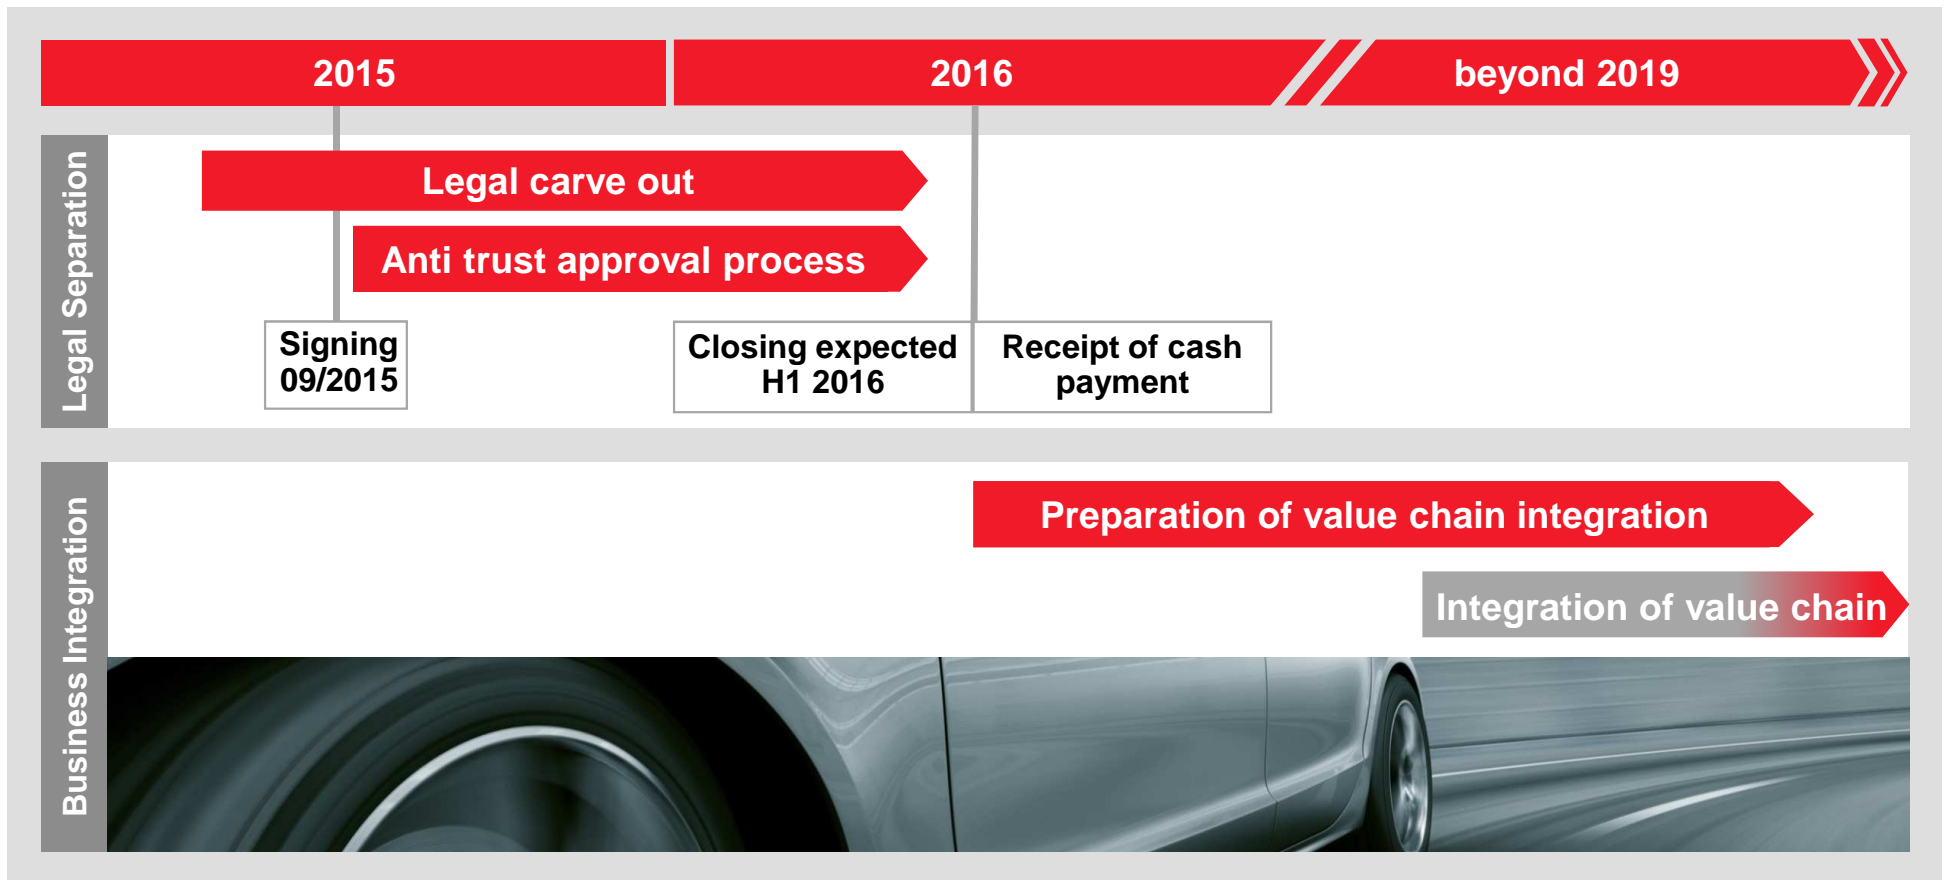 2015
2016
beyond 2019
Legal Separation
Legal carve out
Anti trust approval process
Signing
09/2015
Closing expected
H1 2016
Receipt of cash
payment
Business Integration
Preparation of value chain integration
Integration of value chain